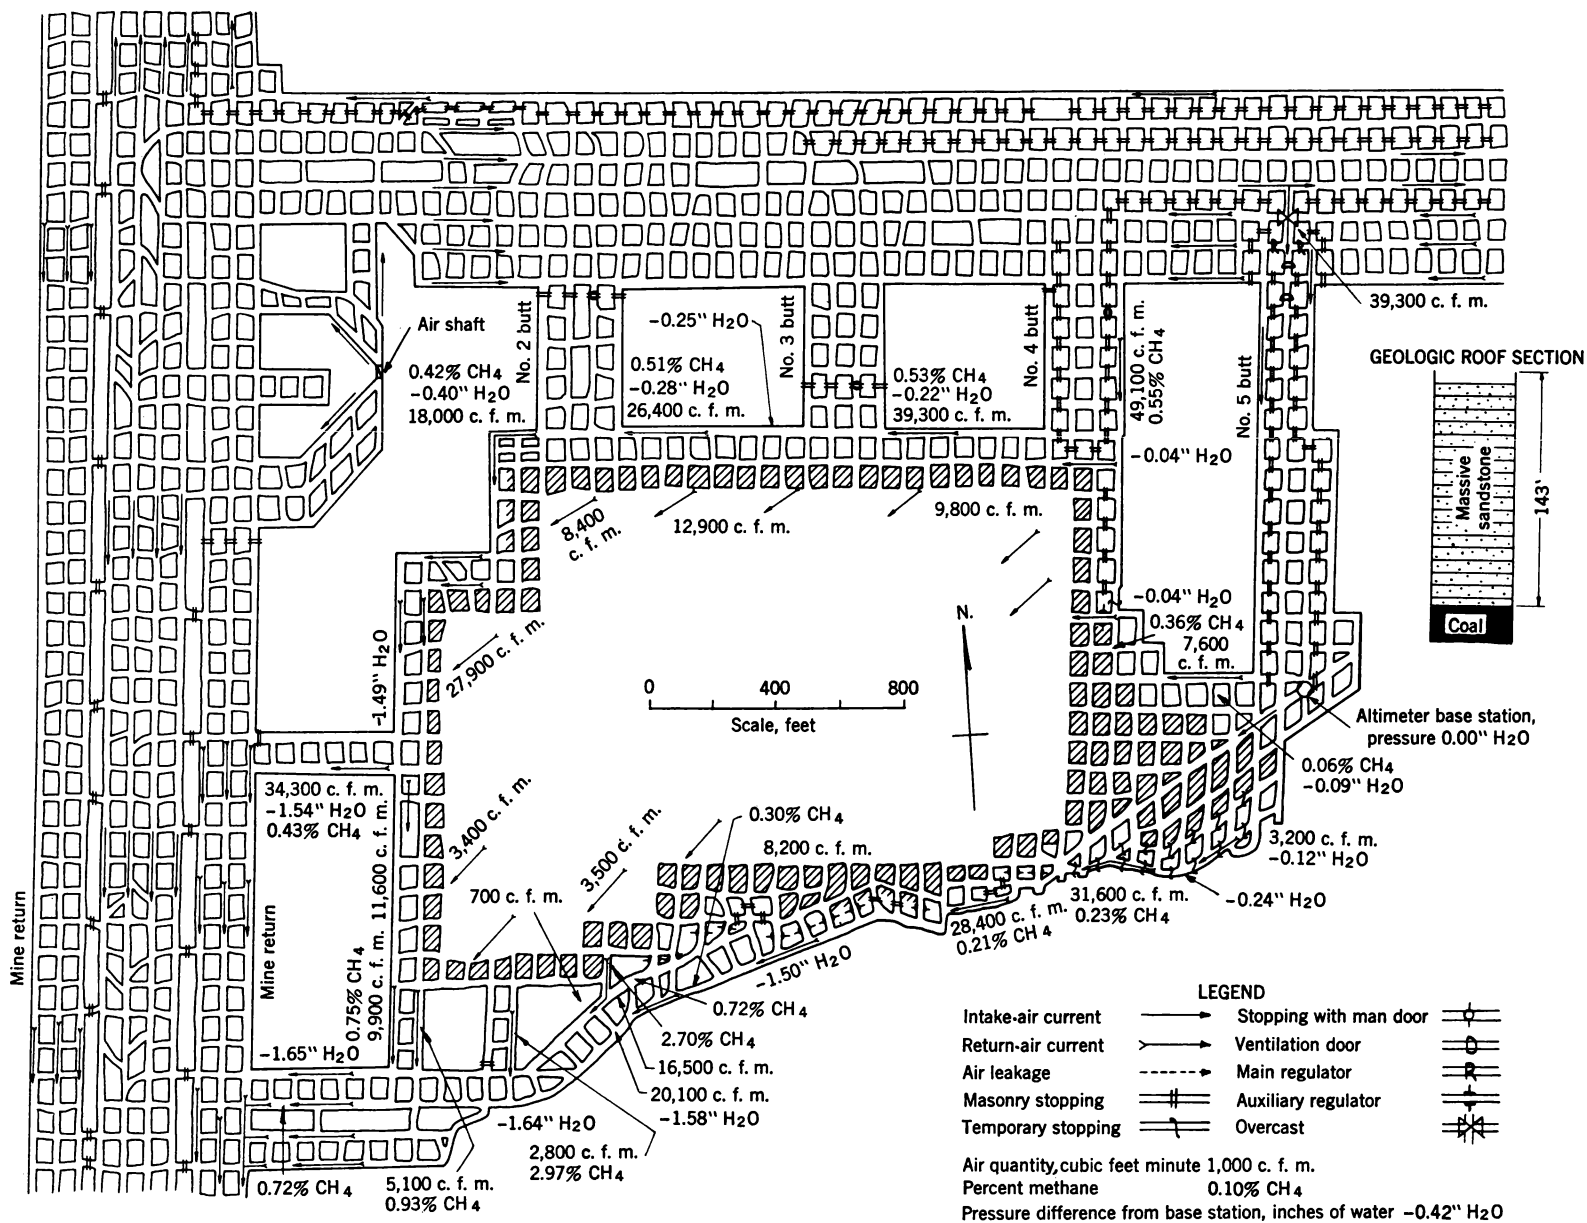 39,300 c. f. m.
Air shaft
No. 2 butt
-0.25" H2O
No. 3 butt
No. 4 butt
49,100 c. f. m.
0.55% CH4
No. 5 butt
0.42% CH4
-0.40" H2O
18,000 c. f. m.
0.51% CH4
-0.28" H2O
26,400 c. f. m.
0.53% CH4
-0.22" H2O
39,300 c. f. m.
GEOLOGIC ROOF SECTION
Massive
sandstone
143'
Coal
-0.04" H2O
8,400
c. f. m.
12,900 c. f. m.
9,800 c. f. m.
-0.04" H2O
0.36% CH4
7,600
c. f. m.
N.
27,900 c. f. m.
-1.49" H2O
0 400 800
Scale, feet
Altimeter base station,
pressure 0.00" H2O
0.06% CH4
-0.09" H2O
34,300 c. f. m.
-1.54" H2O
0.43% CH4
11,600 c. f. m.
3,400 c. f. m.
3,500 c. f. m.
0.30% CH4
8,200 c. f. m.
3,200 c. f. m.
-0.12" H2O
700 c. f. m.
31,600 c. f. m.
0.23% CH4
-0.24" H2O
28,400 c. f. m.
0.21% CH4
Mine return
Mine return
0.75% CH4
9,900 c. f. m.
-1.50" H2O
0.72% CH4
2.70% CH4
-1.65" H2O
16,500 c. f. m.
20,100 c. f. m.
-1.58" H2O
-1.64" H2O
2,800 c. f. m.
2.97% CH4
0.72% CH4
5,100 c. f. m.
0.93% CH4
LEGEND
Intake-air current
Stopping with man door
Return-air current
Ventilation door
Air leakage
Main regulator
Masonry stopping
Auxiliary regulator
Temporary stopping
Overcast
Air quantity, cubic feet minute 1,000 c. f. m.
Percent methane 0.10% CH4
Pressure difference from base station, inches of water -0.42" H2O